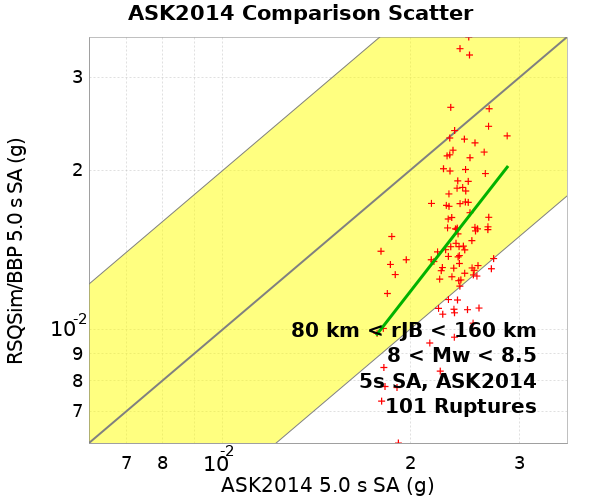 ASK2014 Comparison Scatter
RSQSim/BBP 5.0 s SA (g)
3
2
10-2
9
8
7
80 km < rJB < 160 km
8 < Mw < 8.5
5s SA, ASK2014
101 Ruptures
7 8 10-2 2 3
ASK2014 5.0 s SA (g)